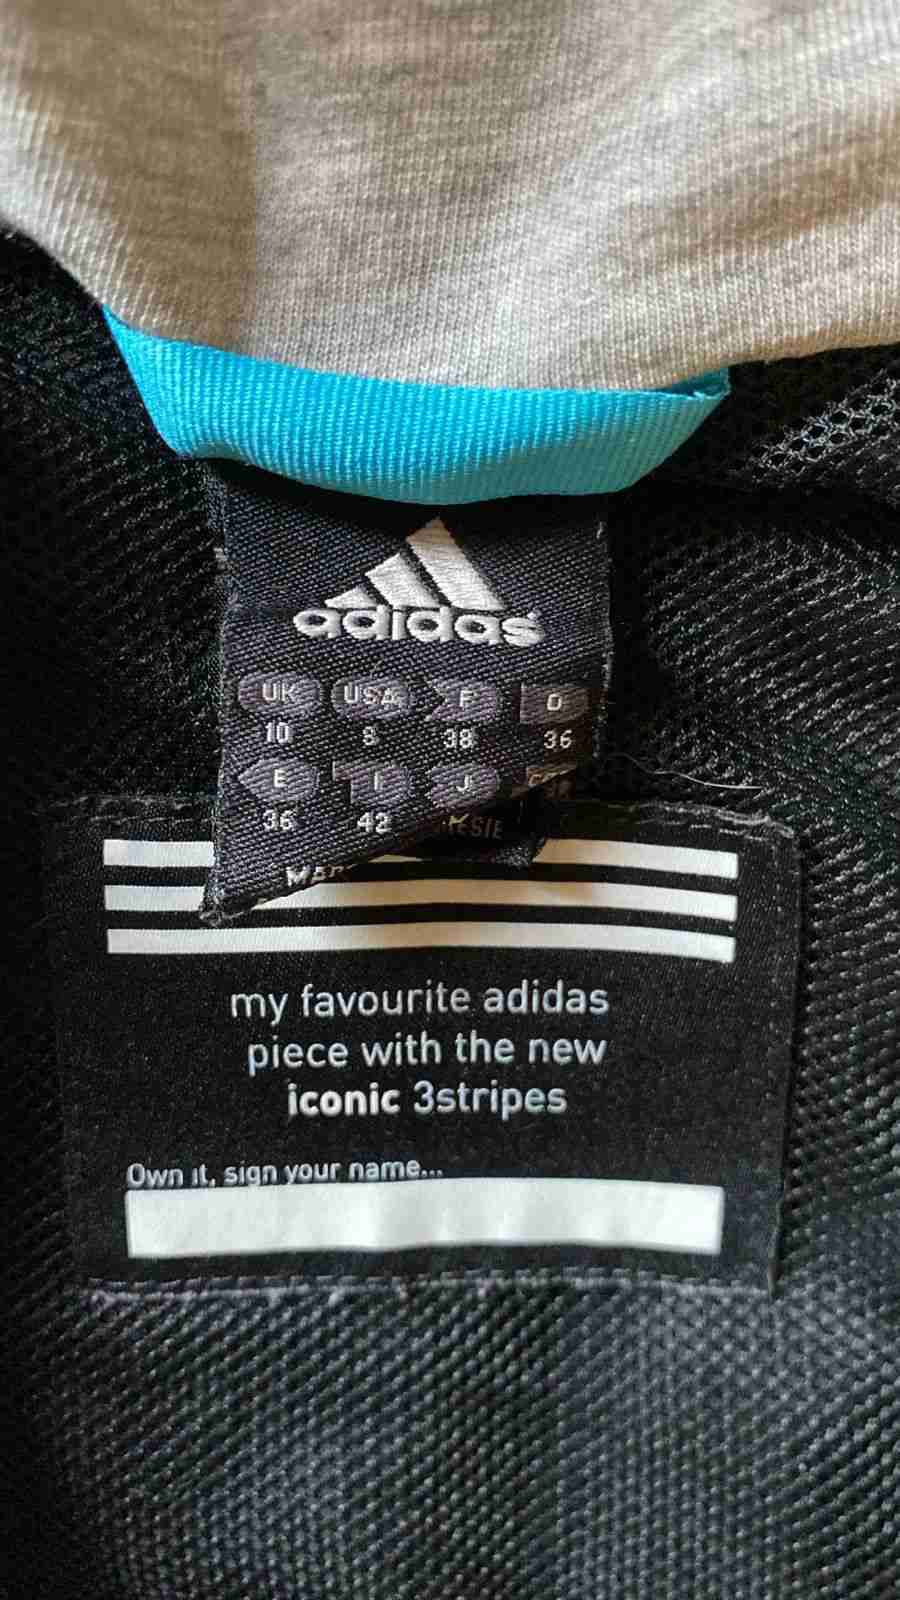 adidas
UK USA F D
10 8 38 36
E I J
36 42
my favourite adidas
piece with the new
iconic 3stripes
Own it, sign your name...